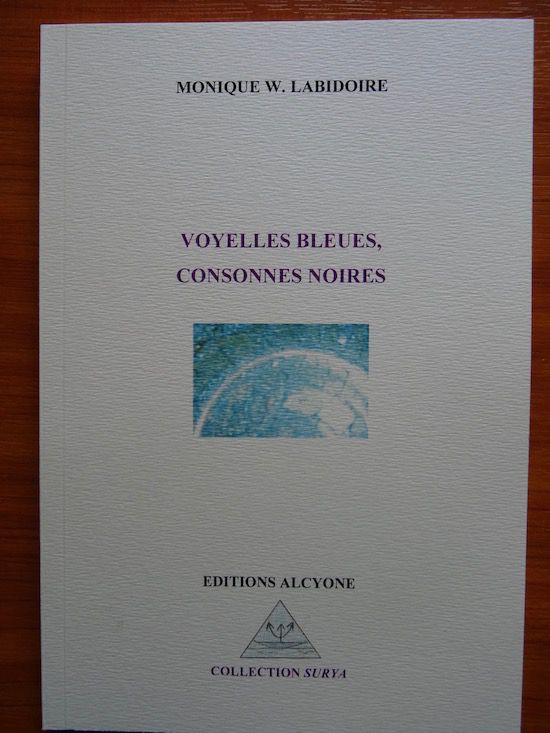 MONIQUE W. LABIDOIRE
VOYELLES BLEUES,
CONSONNES NOIRES
EDITIONS ALCYONE
COLLECTION SURYA